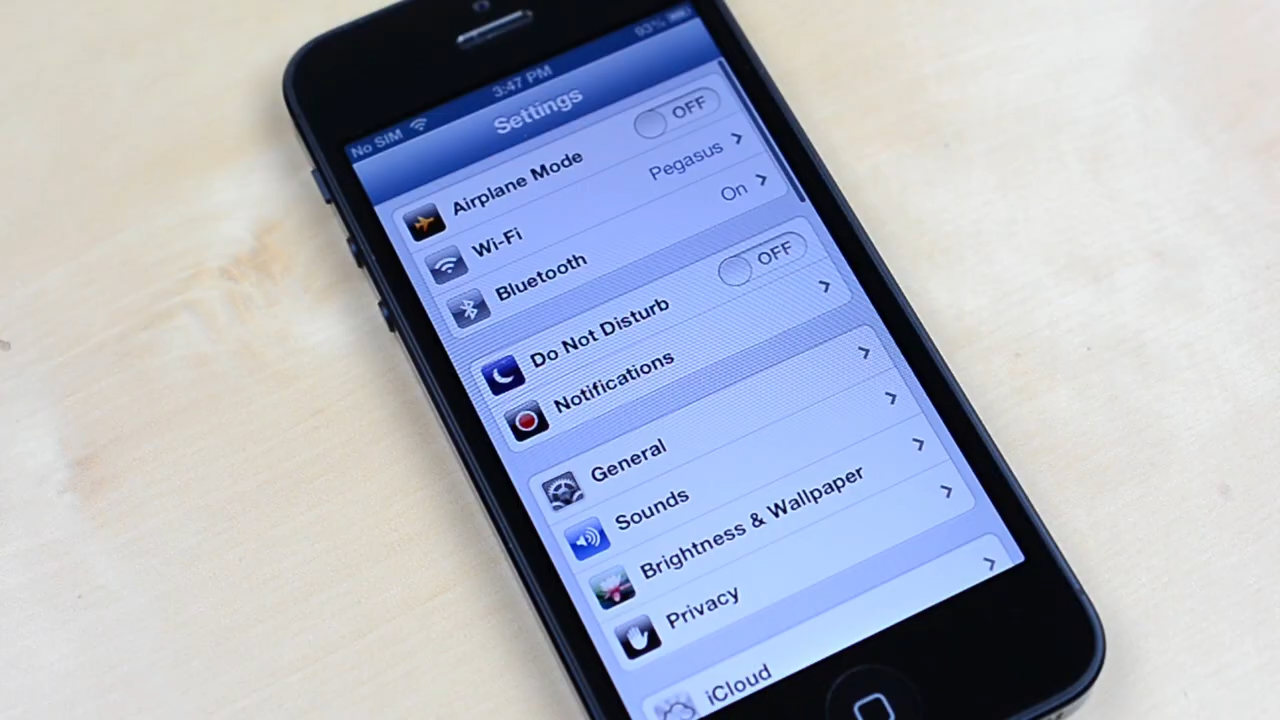 No SIM 3:47 PM 93%
Settings
Airplane Mode OFF
Wi-Fi Pegasus
Bluetooth On
Do Not Disturb OFF
Notifications
General
Sounds
Brightness & Wallpaper
Privacy
iCloud